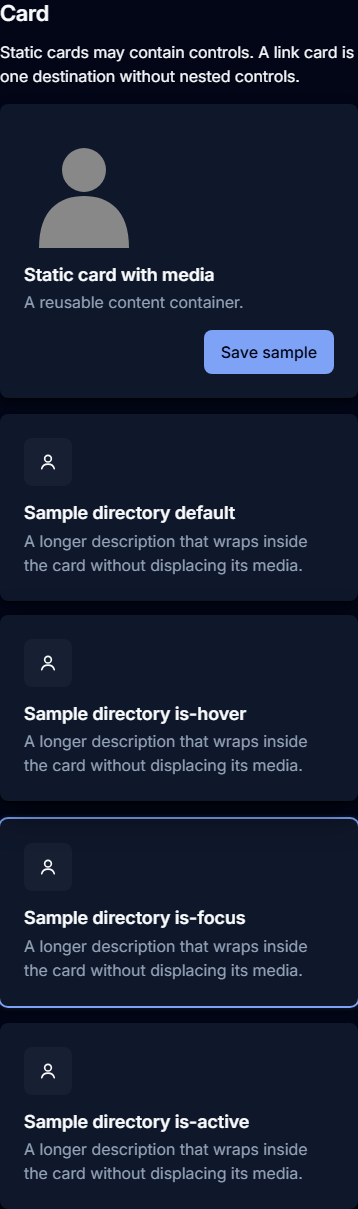 Card
Static cards may contain controls. A link card is
one destination without nested controls.
Static card with media
A reusable content container.
Save sample
Sample directory default
A longer description that wraps inside
the card without displacing its media.
Sample directory is-hover
A longer description that wraps inside
the card without displacing its media.
Sample directory is-focus
A longer description that wraps inside
the card without displacing its media.
Sample directory is-active
A longer description that wraps inside
the card without displacing its media.